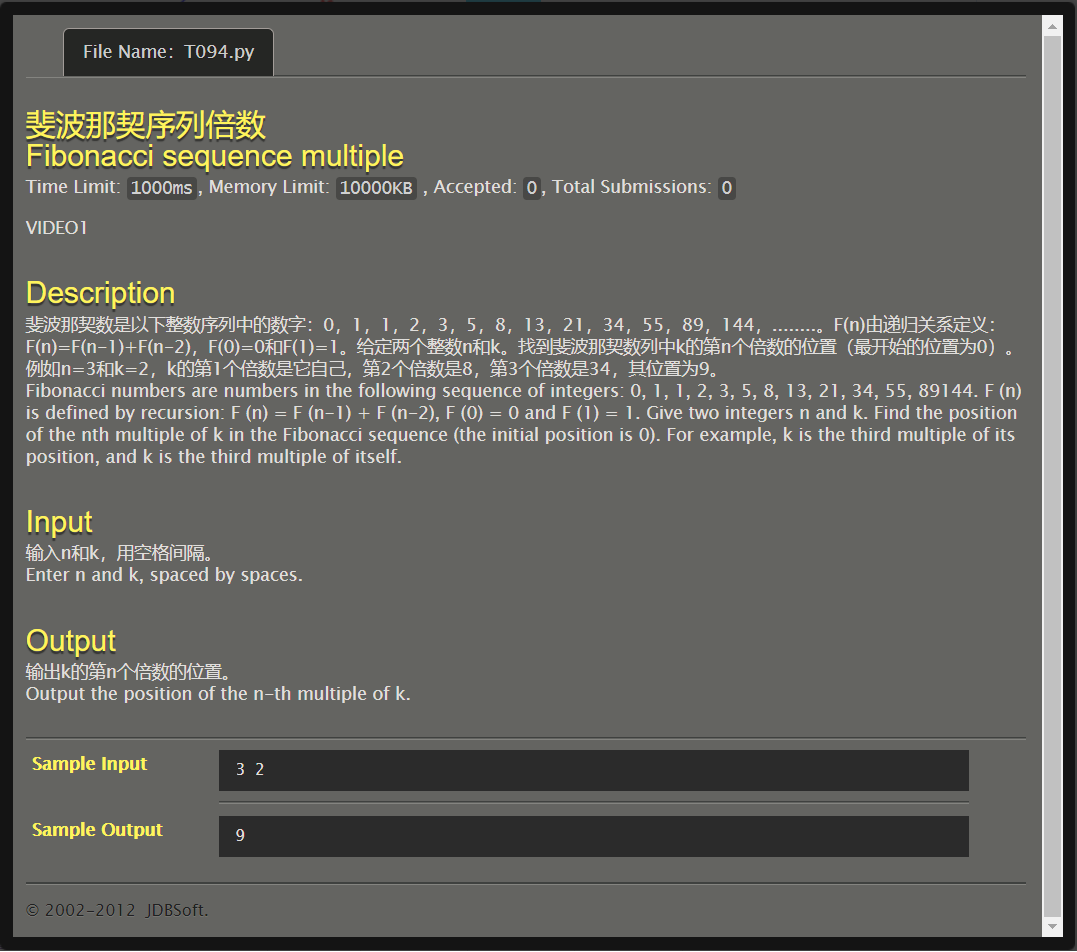 File Name: T094.py
斐波那契序列倍数
Fibonacci sequence multiple
Time Limit: 1000ms, Memory Limit: 10000KB , Accepted: 0, Total Submissions: 0
VIDEO1
Description
斐波那契数是以下整数序列中的数字：0，1，1，2，3，5，8，13，21，34，55，89，144，........。F(n)由递归关系定义：
F(n)=F(n-1)+F(n-2)，F(0)=0和F(1)=1。给定两个整数n和k。找到斐波那契数列中k的第n个倍数的位置（最开始的位置为0）。
例如n=3和k=2，k的第1个倍数是它自己，第2个倍数是8，第3个倍数是34，其位置为9。
Fibonacci numbers are numbers in the following sequence of integers: 0, 1, 1, 2, 3, 5, 8, 13, 21, 34, 55, 89144. F (n)
is defined by recursion: F (n) = F (n-1) + F (n-2), F (0) = 0 and F (1) = 1. Give two integers n and k. Find the position
of the nth multiple of k in the Fibonacci sequence (the initial position is 0). For example, k is the third multiple of its
position, and k is the third multiple of itself.
Input
输入n和k，用空格间隔。
Enter n and k, spaced by spaces.
Output
输出k的第n个倍数的位置。
Output the position of the n-th multiple of k.
Sample Input
3 2
Sample Output
9
© 2002-2012 JDBSoft.